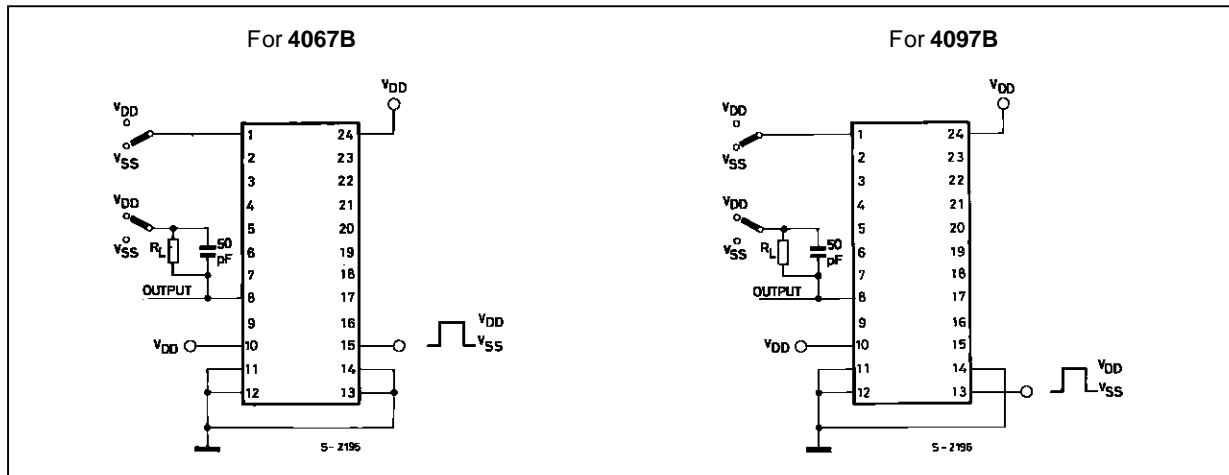 For 4067B
VDD
VDD
VSS
VDD
VSS
RL
50
pF
OUTPUT
VDD
1
2
3
4
5
6
7
8
9
10
11
12
24
23
22
21
20
19
18
17
16
15
14
13
VDD
VSS
S-2195
For 4097B
VDD
VDD
VSS
VDD
VSS
RL
50
pF
OUTPUT
VDD
1
2
3
4
5
6
7
8
9
10
11
12
24
23
22
21
20
19
18
17
16
15
14
13
VDD
VSS
S-2196